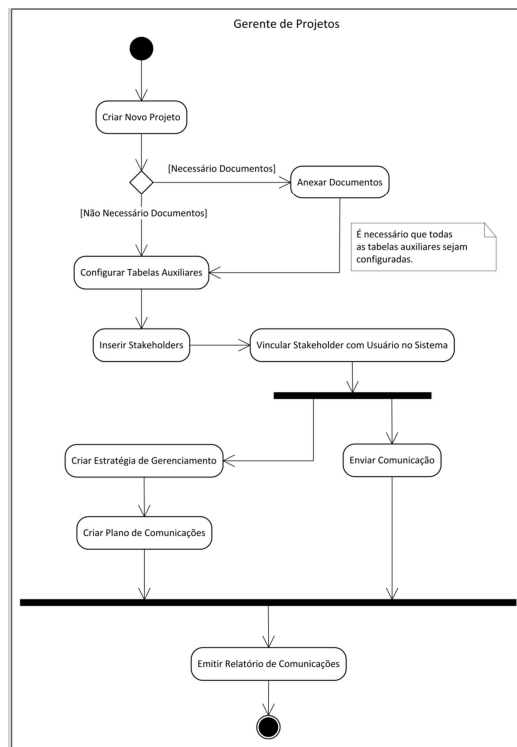 Gerente de Projetos
Criar Novo Projeto
[Necessário Documentos]
Anexar Documentos
[Não Necessário Documentos]
É necessário que todas
as tabelas auxiliares sejam
configuradas.
Configurar Tabelas Auxiliares
Inserir Stakeholders
Vincular Stakeholder com Usuário no Sistema
Criar Estratégia de Gerenciamento
Enviar Comunicação
Criar Plano de Comunicações
Emitir Relatório de Comunicações